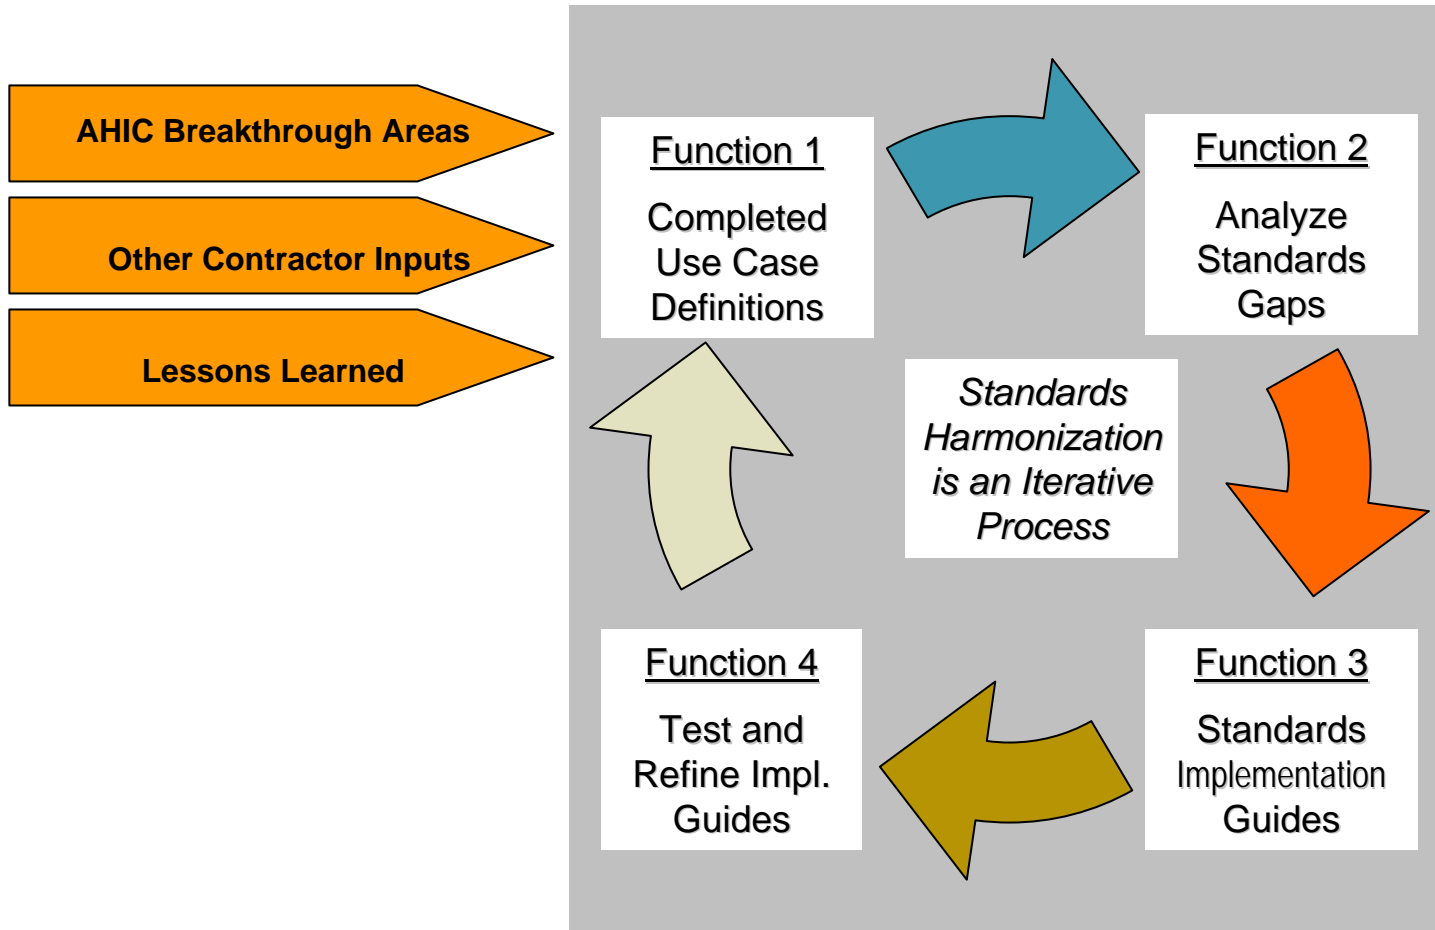 AHIC Breakthrough Areas
Other Contractor Inputs
Lessons Learned
Function 1
Completed
Use Case
Definitions
Function 2
Analyze
Standards
Gaps
Standards
Harmonization
is an Iterative
Process
Function 4
Test and
Refine Impl.
Guides
Function 3
Standards
Implementation
Guides